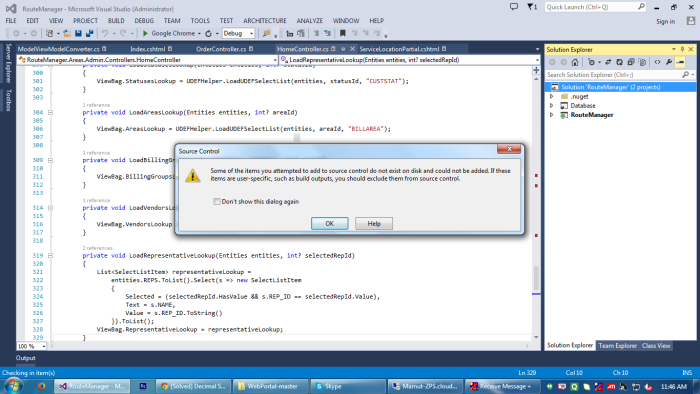 RouteManager - Microsoft Visual Studio (Administrator)
1
Quick Launch (Ctrl+Q)
FILE EDIT VIEW PROJECT BUILD DEBUG TEAM TOOLS TEST ARCHITECTURE ANALYZE WINDOW HELP
Sign in
Google Chrome
Debug
ModelViewModelConverter.cs
Index.cshtml
OrderController.cs
HomeController.cs
ServiceLocationPartial.cshtml
RouteManager.Areas.Admin.Controllers.HomeController
LoadRepresentativeLookup(Entities entities, int? selectedRepId)
Server Explorer
Toolbox
300 {
301 ViewBag.StatusesLookup = UDEFHelper.LoadUDEFSelectList(entities, statusId, "CUSTSTAT");
302 }
303
1 reference
304 private void LoadAreasLookup(Entities entities, int? areaId)
305 {
306 ViewBag.AreasLookup = UDEFHelper.LoadUDEFSelectList(entities, areaId, "BILLAREA");
307 }
308
1 reference
309 private void LoadBilling
310 {
311 ViewBag.BillingGroups
312 }
313
1 reference
314 private void LoadVendors
315 {
316 ViewBag.VendorsLookup
317 }
318
2 references
319 private void LoadRepresentativeLookup(Entities entities, int? selectedRepId)
320 {
321 List<SelectListItem> representativeLookup =
322 entities.REPS.ToList().Select(s => new SelectListItem
323 {
324 Selected = (selectedRepId.HasValue && s.REP_ID == selectedRepId.Value),
325 Text = s.NAME,
326 Value = s.REP_ID.ToString()
327 }).ToList();
328 ViewBag.RepresentativeLookup = representativeLookup;
329 }
100 %
Source Control
Some of the items you attempted to add to source control do not exist on disk and could not be added. If these
items are user-specific, such as build outputs, you should exclude them from source control.
Don't show this dialog again
OK
Help
Solution Explorer
Search Solution Explorer (Ctrl+;)
Solution 'RouteManager' (2 projects)
.nuget
Database
RouteManager
Solution Explorer Team Explorer Class View
Output
Checking in item(s)
Ln 329 Col 10 Ch 10 INS
RouteManager - M...
Ps
[Solved] Decimal S...
WebPortal-master
Skype
Mamut-ZPS.cloud...
Receive Message +
11:46 AM